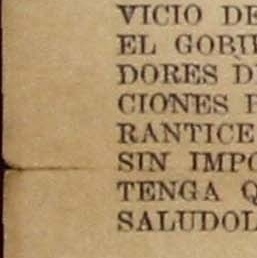 VICIO DE
EL GOBI
DORES D
CIONES
RANTICE
SIN IMPO
TENGA Q
SALUDOL